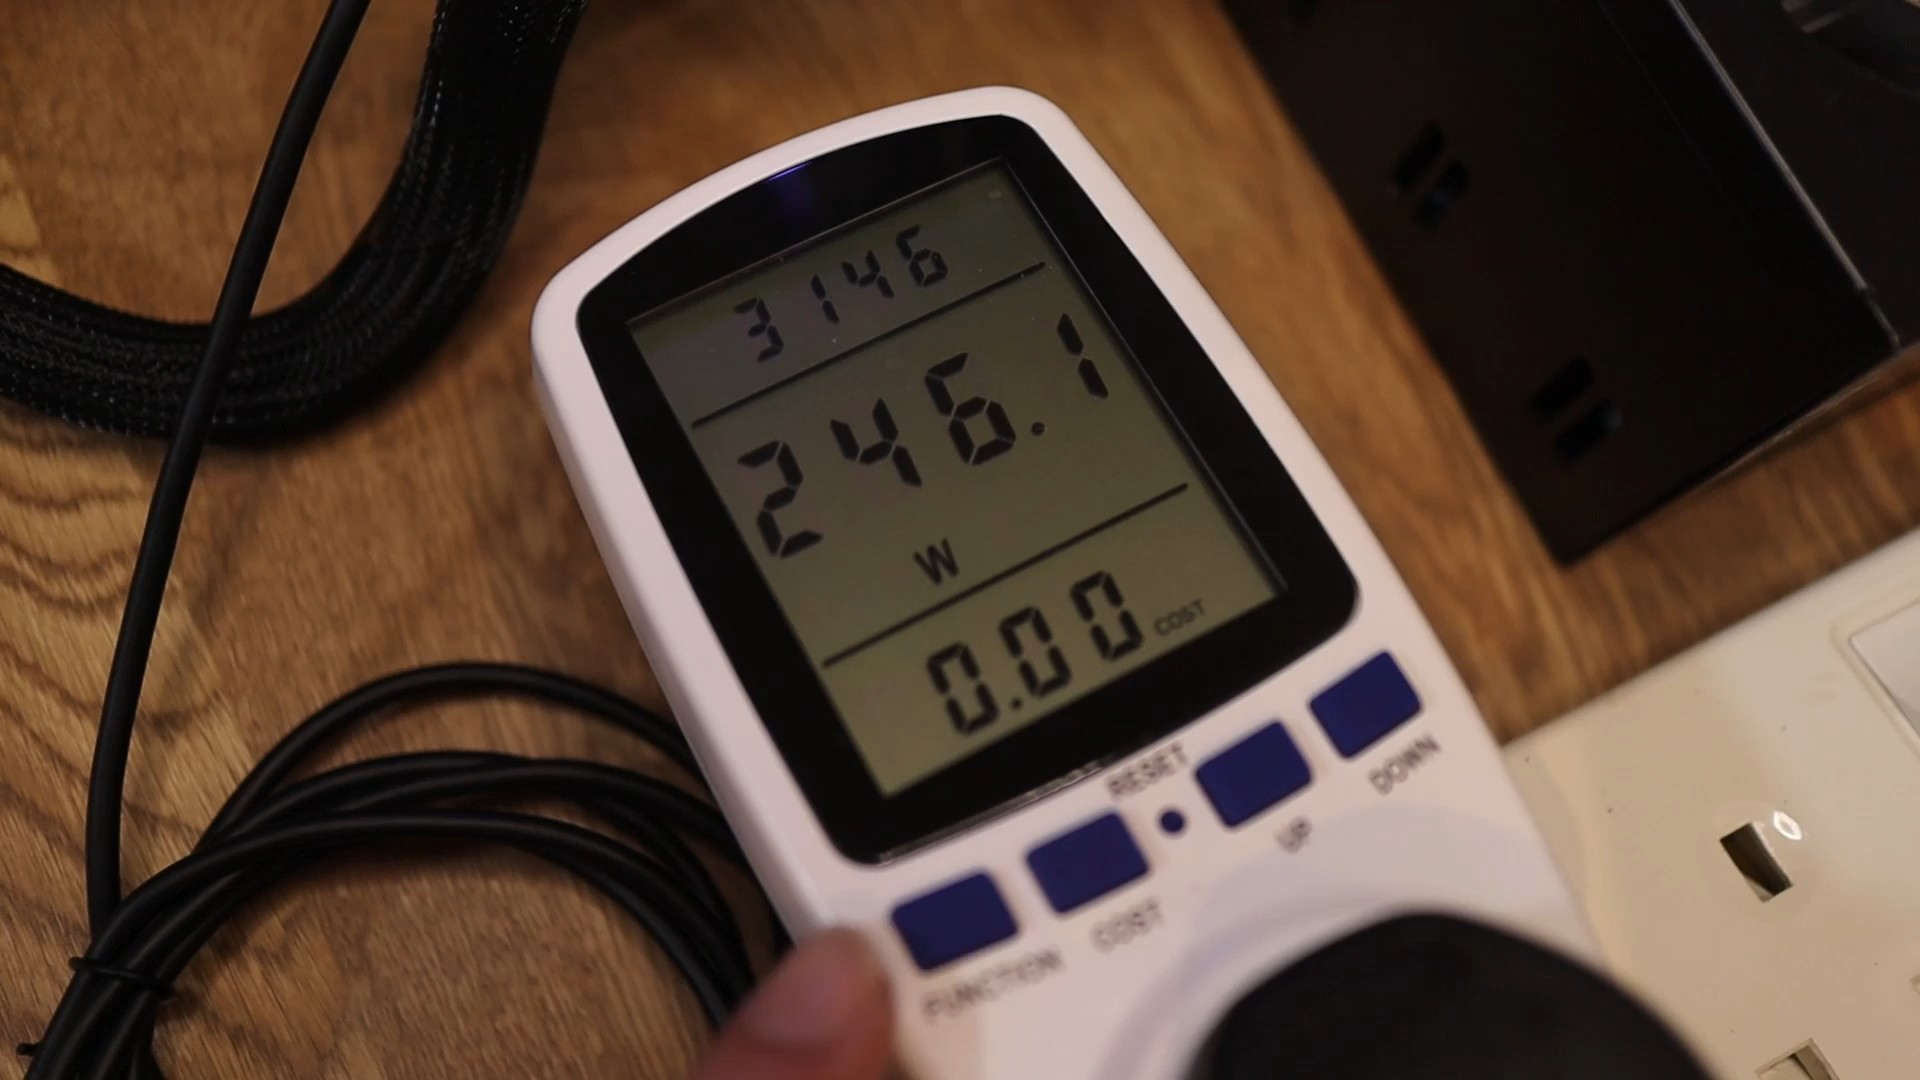 3146
246.1
W
0.00 COST
RESET
FUNCTION COST UP DOWN